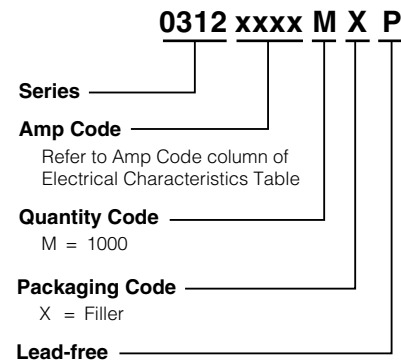 0312 xxxx M X P
Series
Amp Code
Refer to Amp Code column of
Electrical Characteristics Table
Quantity Code
M = 1000
Packaging Code
X = Filler
Lead-free